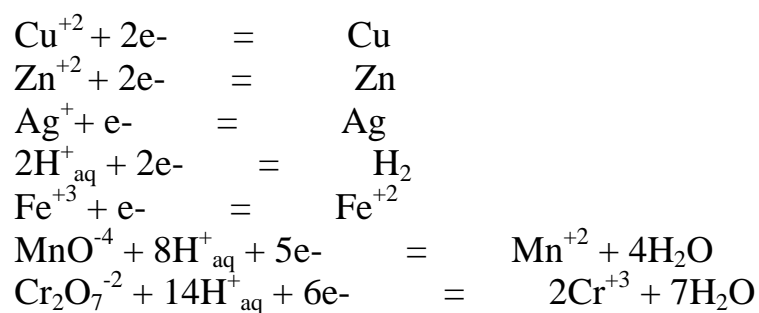 Cu⁺² + 2e- = Cu
Zn⁺² + 2e- = Zn
Ag⁺+ e- = Ag
2H⁺aq + 2e- = H₂
Fe⁺³ + e- = Fe⁺²
MnO⁻⁴ + 8H⁺aq + 5e- = Mn⁺² + 4H₂O
Cr₂O₇⁻² + 14H⁺aq + 6e- = 2Cr⁺³ + 7H₂O